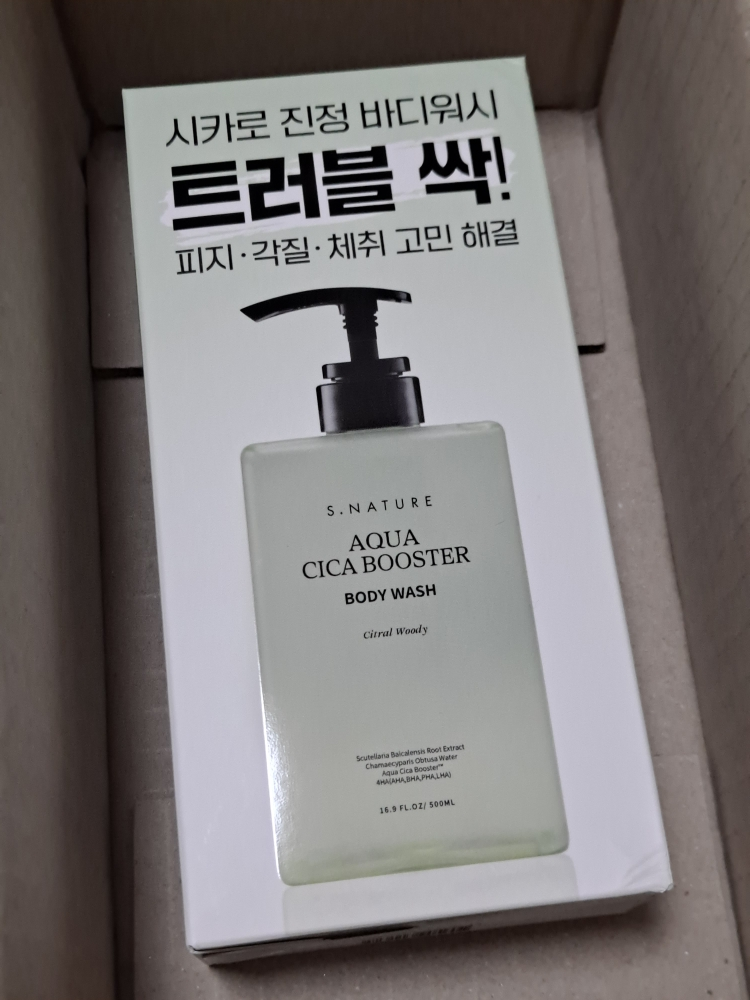 시카로 진정 바디워시
트러블 싹!
피지·각질·체취 고민 해결
S.NATURE
AQUA
CICA BOOSTER
BODY WASH
Citral Woody
Scutellaria Baicalensis Root Extract
Chamaecyparis Obtusa Water
Aqua Cica Booster™
4HA(AHA,BHA,PHA,LHA)
16.9 FL.OZ/ 500ML